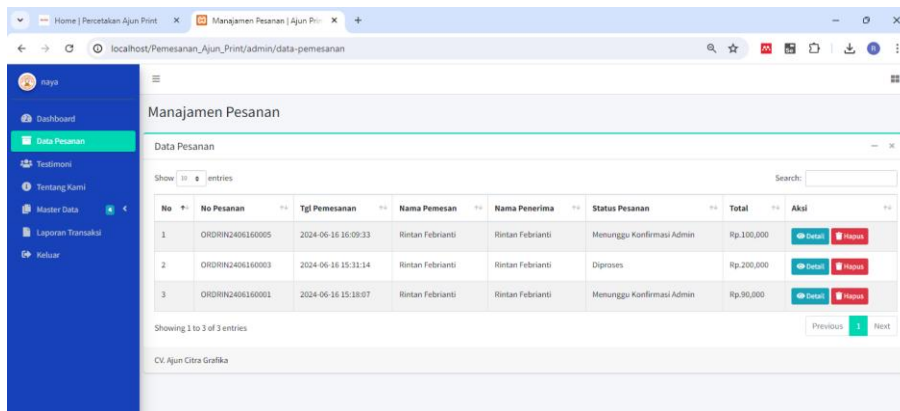 Home | Percetakan Ajun Print
Manajemen Pesanan | Ajun Prin
localhost/Pemesanan_Ajun_Print/admin/data-pemesanan
naya
Dashboard
Data Pesanan
Testimoni
Tentang Kami
Master Data 4
Laporan Transaksi
Keluar
Manajemen Pesanan
Data Pesanan
Show 10 entries Search:
No No Pesanan Tgl Pemesanan Nama Pemesan Nama Penerima Status Pesanan Total Aksi
1 ORDRIN2406160005 2024-06-16 16:09:33 Rintan Febrianti Rintan Febrianti Menunggu Konfirmasi Admin Rp.100,000 Detail Hapus
2 ORDRIN2406160003 2024-06-16 15:31:14 Rintan Febrianti Rintan Febrianti Diproses Rp.200,000 Detail Hapus
3 ORDRIN2406160001 2024-06-16 15:18:07 Rintan Febrianti Rintan Febrianti Menunggu Konfirmasi Admin Rp.90,000 Detail Hapus
Showing 1 to 3 of 3 entries Previous 1 Next
CV. Ajun Citra Grafika